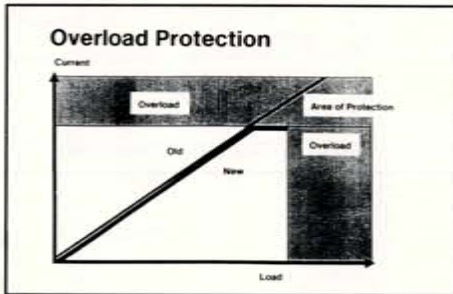 Overload Protection
Current
Overload
Area of Protection
Old
Overload
New
Load